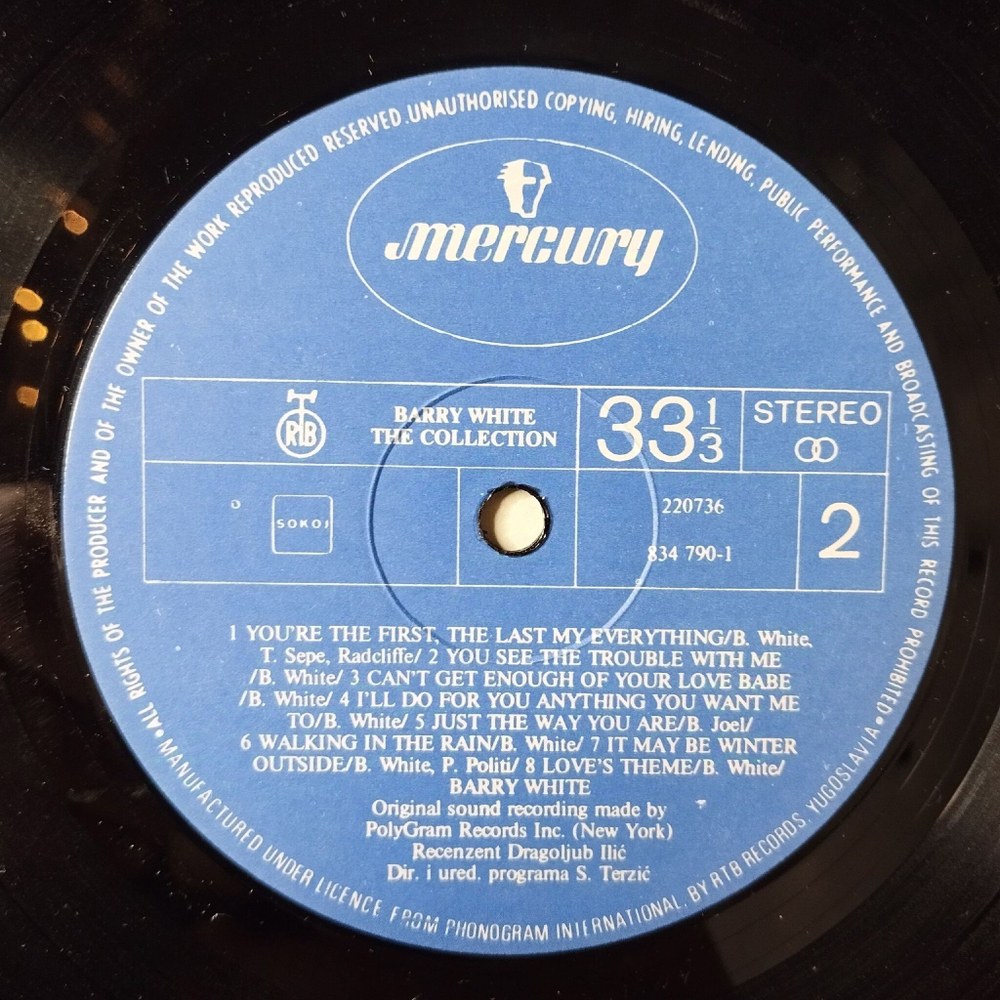 ALL RIGHTS OF THE PRODUCER AND OF THE OWNER OF THE WORK REPRODUCED RESERVED.UNAUTHORISED COPYING, HIRING, LENDING, PUBLIC PERFORMANCE AND BROADCASTING OF THIS RECORD PROHIBITED•
mercury
RTB
BARRY WHITE
THE COLLECTION
33 1/3
STEREO
SOKOJ
220736
834 790-1
2
1 YOU'RE THE FIRST, THE LAST MY EVERYTHING/B. White,
T. Sepe, Radcliffe/ 2 YOU SEE THE TROUBLE WITH ME
/B. White/ 3 CAN'T GET ENOUGH OF YOUR LOVE BABE
/B. White/ 4 I'LL DO FOR YOU ANYTHING YOU WANT ME
TO/B. White/ 5 JUST THE WAY YOU ARE/B. Joel/
6 WALKING IN THE RAIN/B. White/ 7 IT MAY BE WINTER
OUTSIDE/B. White, P. Politi/ 8 LOVE'S THEME/B. White/
BARRY WHITE
Original sound recording made by
PolyGram Records Inc. (New York)
Recenzent Dragoljub Ilić
Dir. i ured. programa S. Terzić
•MANUFACTURED UNDER LICENCE FROM PHONOGRAM INTERNATIONAL, BY RTB RECORDS, YUGOSLAVIA